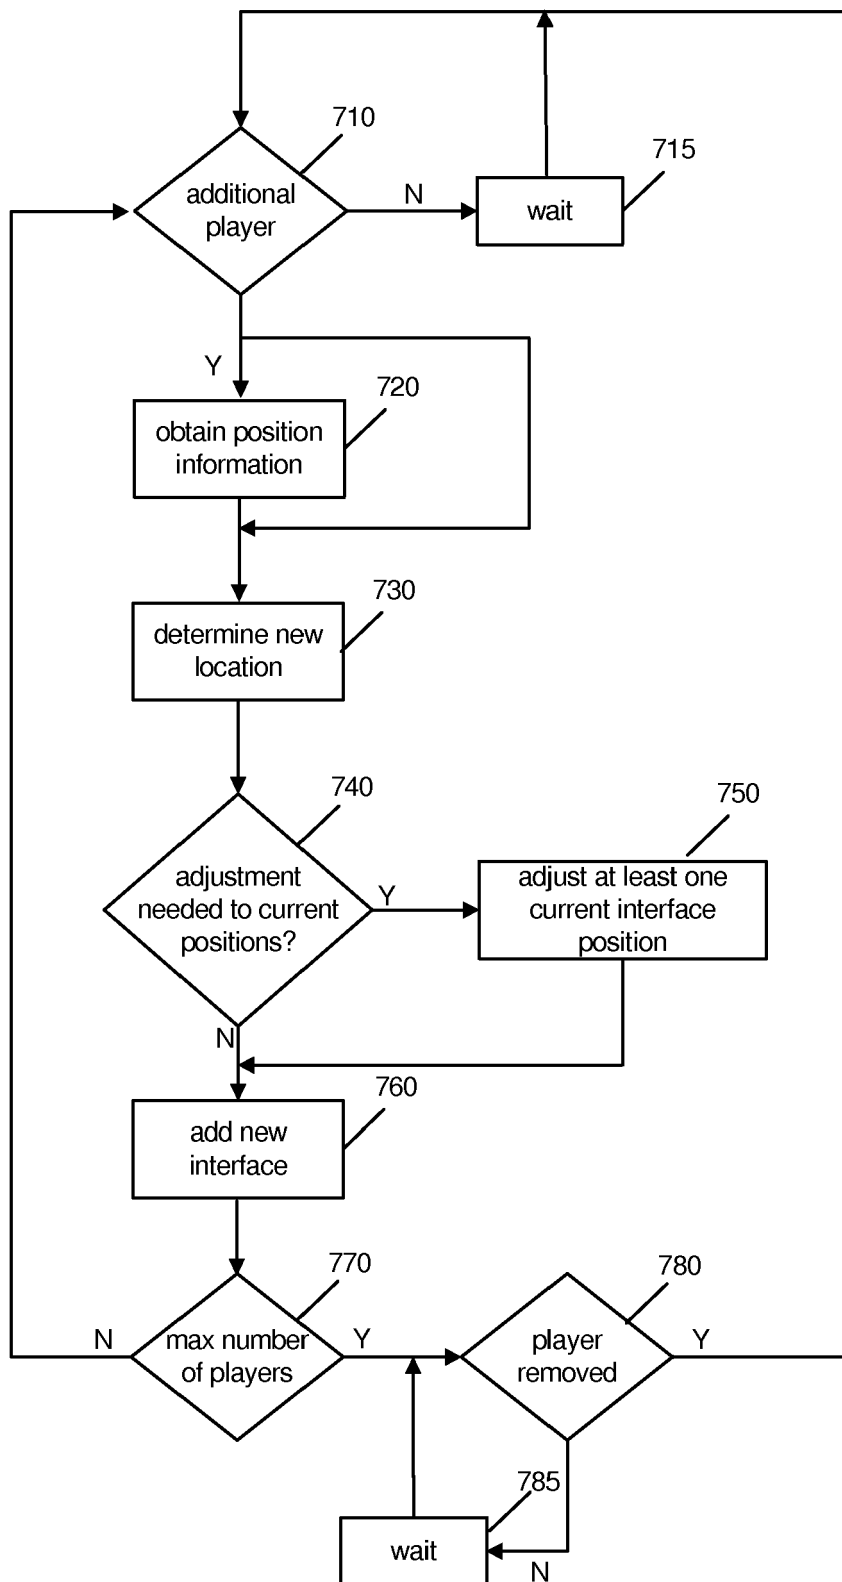 710
additional
player
N
715
wait
Y
720
obtain position
information
730
determine new
location
740
adjustment
needed to current
positions?
Y
750
adjust at least one
current interface
position
N
760
add new
interface
770
max number
of players
N
Y
780
player
removed
Y
785
wait
N